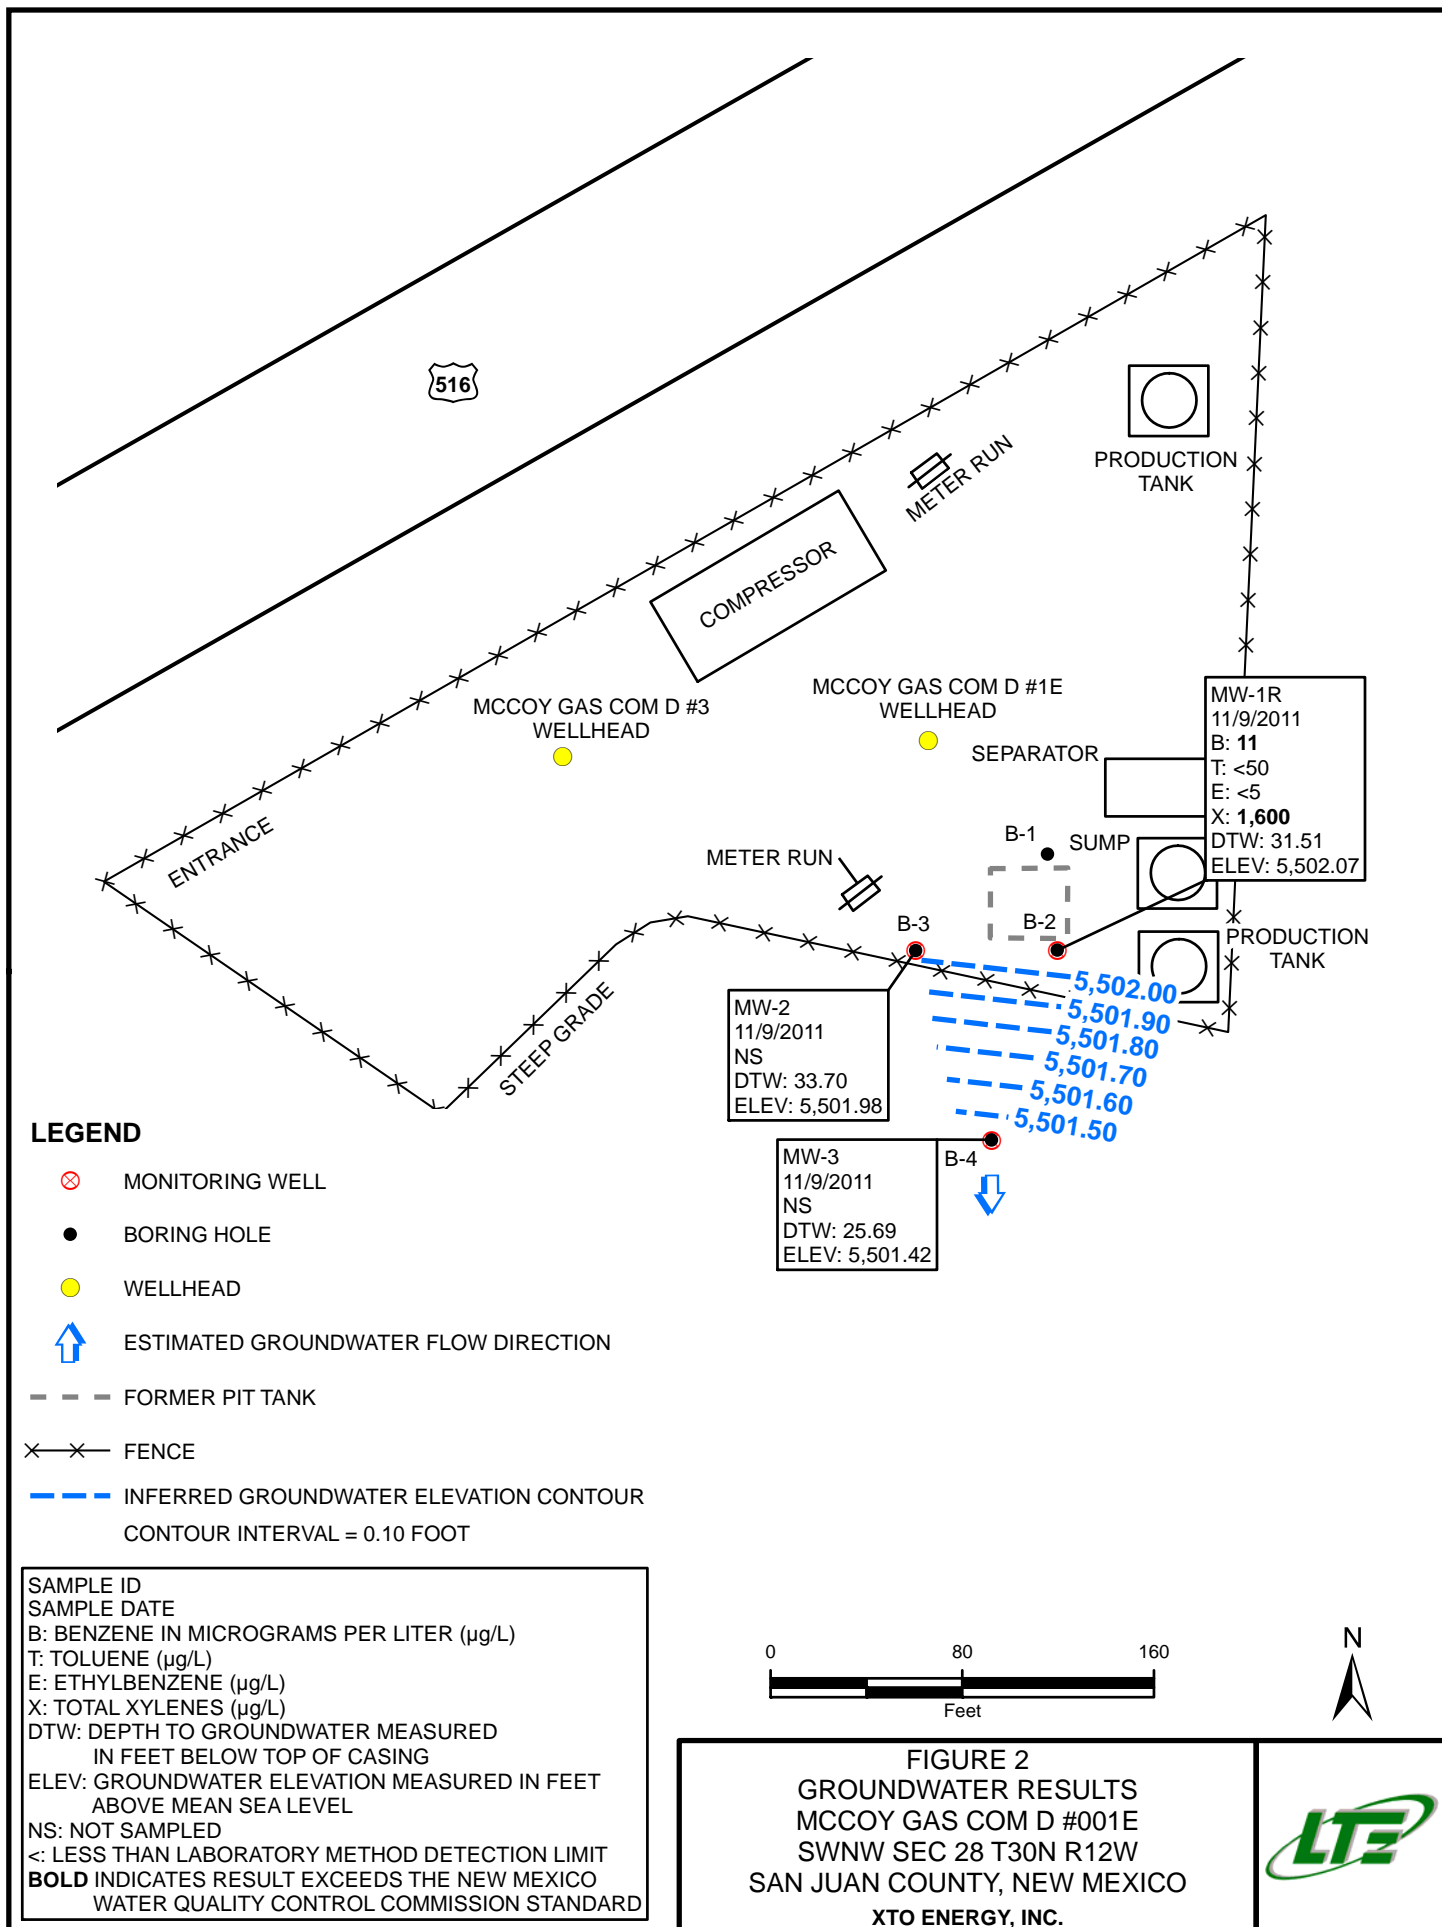 516
PRODUCTION
TANK
METER RUN
COMPRESSOR
MCCOY GAS COM D #3
WELLHEAD
MCCOY GAS COM D #1E
WELLHEAD
SEPARATOR
MW-1R
11/9/2011
B: 11
T: <50
E: <5
X: 1,600
DTW: 31.51
ELEV: 5,502.07
ENTRANCE
METER RUN
B-1
SUMP
B-3
B-2
PRODUCTION
TANK
STEEP GRADE
MW-2
11/9/2011
NS
DTW: 33.70
ELEV: 5,501.98
5,502.00
5,501.90
5,501.80
5,501.70
5,501.60
5,501.50
MW-3
11/9/2011
NS
DTW: 25.69
ELEV: 5,501.42
B-4
LEGEND
MONITORING WELL
BORING HOLE
WELLHEAD
ESTIMATED GROUNDWATER FLOW DIRECTION
FORMER PIT TANK
FENCE
INFERRED GROUNDWATER ELEVATION CONTOUR
CONTOUR INTERVAL = 0.10 FOOT
SAMPLE ID
SAMPLE DATE
B: BENZENE IN MICROGRAMS PER LITER (µg/L)
T: TOLUENE (µg/L)
E: ETHYLBENZENE (µg/L)
X: TOTAL XYLENES (µg/L)
DTW: DEPTH TO GROUNDWATER MEASURED
IN FEET BELOW TOP OF CASING
ELEV: GROUNDWATER ELEVATION MEASURED IN FEET
ABOVE MEAN SEA LEVEL
NS: NOT SAMPLED
<: LESS THAN LABORATORY METHOD DETECTION LIMIT
BOLD INDICATES RESULT EXCEEDS THE NEW MEXICO
WATER QUALITY CONTROL COMMISSION STANDARD
0 80 160
Feet
N
FIGURE 2
GROUNDWATER RESULTS
MCCOY GAS COM D #001E
SWNW SEC 28 T30N R12W
SAN JUAN COUNTY, NEW MEXICO
XTO ENERGY, INC.
LTE